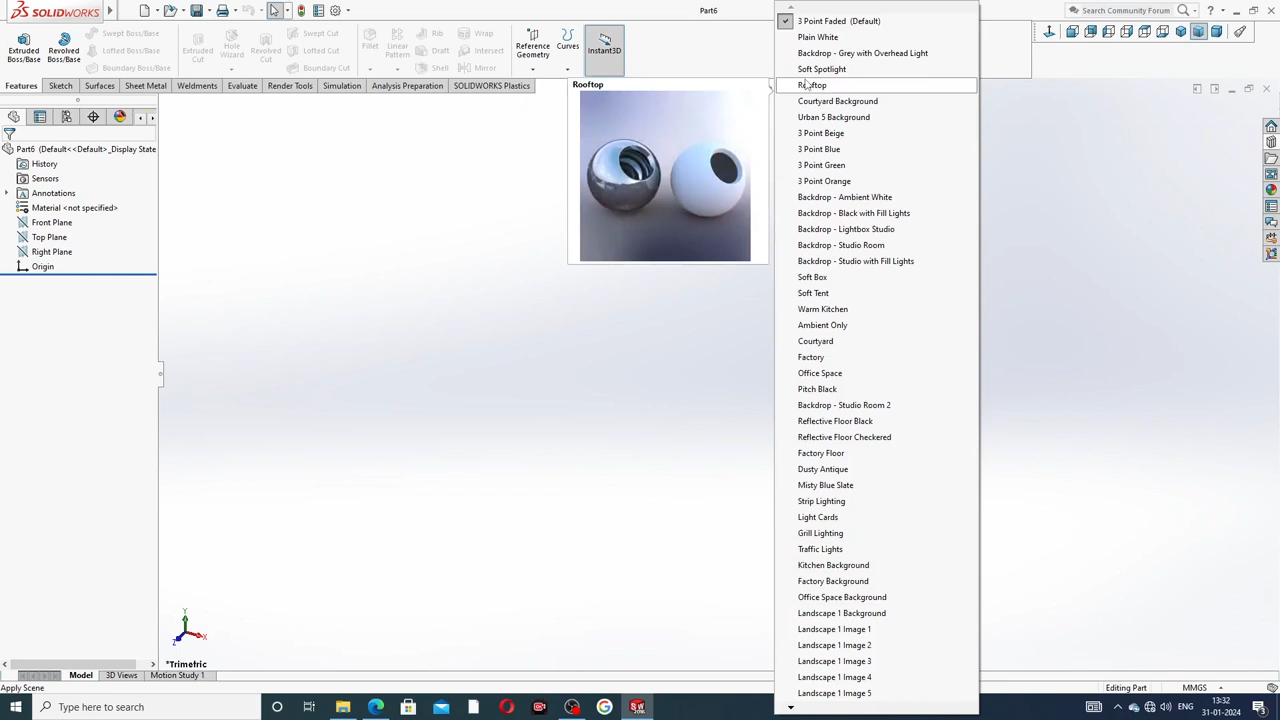 SOLIDWORKS
Part6
Search Community Forum
Extruded Boss/Base
Revolved Boss/Base
Swept Boss/Base
Lofted Boss/Base
Boundary Boss/Base
Extruded Cut
Hole Wizard
Revolved Cut
Swept Cut
Lofted Cut
Boundary Cut
Fillet
Linear Pattern
Rib
Draft
Shell
Wrap
Intersect
Mirror
Reference Geometry
Curves
Instant3D
Features
Sketch
Surfaces
Sheet Metal
Weldments
Evaluate
Render Tools
Simulation
Analysis Preparation
SOLIDWORKS Plastics
Part6 (Default<<Default>_Display State
History
Sensors
Annotations
Material <not specified>
Front Plane
Top Plane
Right Plane
Origin
Rooftop
3 Point Faded (Default)
Plain White
Backdrop - Grey with Overhead Light
Soft Spotlight
Rooftop
Courtyard Background
Urban 5 Background
3 Point Beige
3 Point Blue
3 Point Green
3 Point Orange
Backdrop - Ambient White
Backdrop - Black with Fill Lights
Backdrop - Lightbox Studio
Backdrop - Studio Room
Backdrop - Studio with Fill Lights
Soft Box
Soft Tent
Warm Kitchen
Ambient Only
Courtyard
Factory
Office Space
Pitch Black
Backdrop - Studio Room 2
Reflective Floor Black
Reflective Floor Checkered
Factory Floor
Dusty Antique
Misty Blue Slate
Strip Lighting
Light Cards
Grill Lighting
Traffic Lights
Kitchen Background
Factory Background
Office Space Background
Landscape 1 Background
Landscape 1 Image 1
Landscape 1 Image 2
Landscape 1 Image 3
Landscape 1 Image 4
Landscape 1 Image 5
Y
X
Z
*Trimetric
Model
3D Views
Motion Study 1
Apply Scene
Editing Part
MMGS
Type here to search
ENG
13:32
31-01-2024